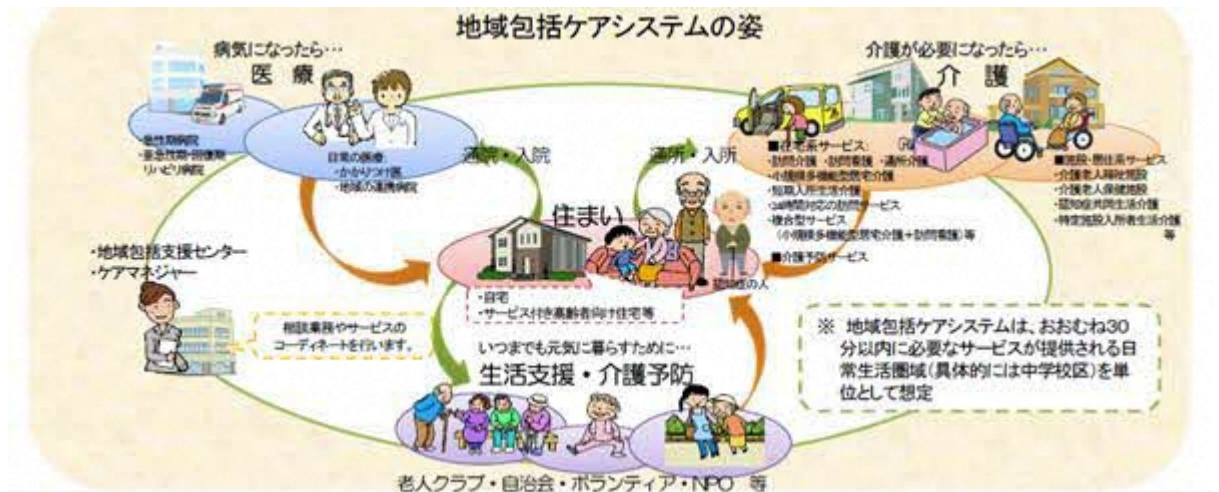 地域包括ケアシステムの姿
病気になったら…
医 療
・急性期病院
・亜急性期・回復期
リハビリ病院
日常の医療:
・かかりつけ医
・地域の連携病院
通院・入院
通所・入所
介護が必要になったら…
介 護
■在宅系サービス:
・訪問介護 ・訪問看護 ・通所介護
・小規模多機能型居宅介護
・短期入所生活介護
・24時間対応の訪問サービス
・複合型サービス
(小規模多機能型居宅介護+訪問看護)等
■介護予防サービス
■施設・居住系サービス
・介護老人福祉施設
・介護老人保健施設
・認知症共同生活介護
・特定施設入所者生活介護
等
住まい
認知症の人
・自宅
・サービス付き高齢者向け住宅等
・地域包括支援センター
・ケアマネジャー
相談業務やサービスの
コーディネートを行います。
いつまでも元気に暮らすために…
生活支援・介護予防
老人クラブ・自治会・ボランティア・NPO 等
※ 地域包括ケアシステムは、おおむね30
分以内に必要なサービスが提供される日
常生活圏域(具体的には中学校区)を単
位として想定